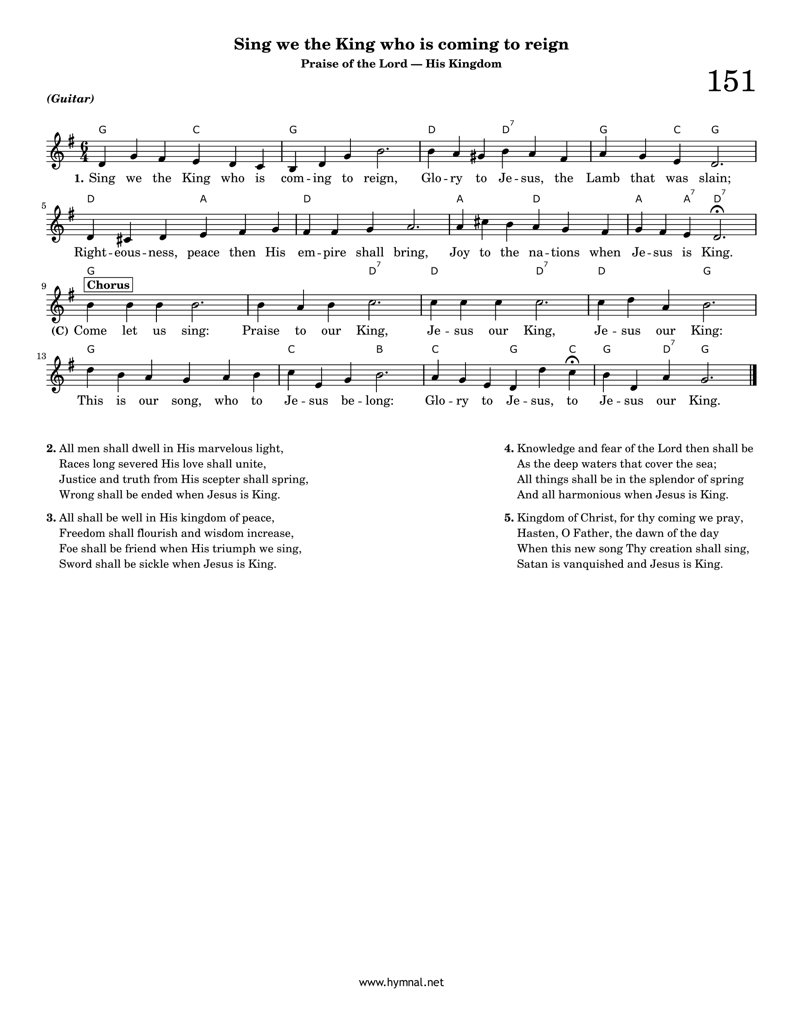 Sing we the King who is coming to reign
Praise of the Lord — His Kingdom
151
(Guitar)
G C G D D7 G C G
6 4
1. Sing we the King who is com - ing to reign, Glo - ry to Je - sus, the Lamb that was slain;
5
D A D A D A A7 D7
Right - eous - ness, peace then His em - pire shall bring, Joy to the na - tions when Je - sus is King.
G D7 D D7 D G
9
Chorus
(C) Come let us sing: Praise to our King, Je - sus our King, Je - sus our King:
13
G C B C G C G D7 G
This is our song, who to Je - sus be - long: Glo - ry to Je - sus, to Je - sus our King.
2. All men shall dwell in His marvelous light,
Races long severed His love shall unite,
Justice and truth from His scepter shall spring,
Wrong shall be ended when Jesus is King.
3. All shall be well in His kingdom of peace,
Freedom shall flourish and wisdom increase,
Foe shall be friend when His triumph we sing,
Sword shall be sickle when Jesus is King.
4. Knowledge and fear of the Lord then shall be
As the deep waters that cover the sea;
All things shall be in the splendor of spring
And all harmonious when Jesus is King.
5. Kingdom of Christ, for thy coming we pray,
Hasten, O Father, the dawn of the day
When this new song Thy creation shall sing,
Satan is vanquished and Jesus is King.
www.hymnal.net